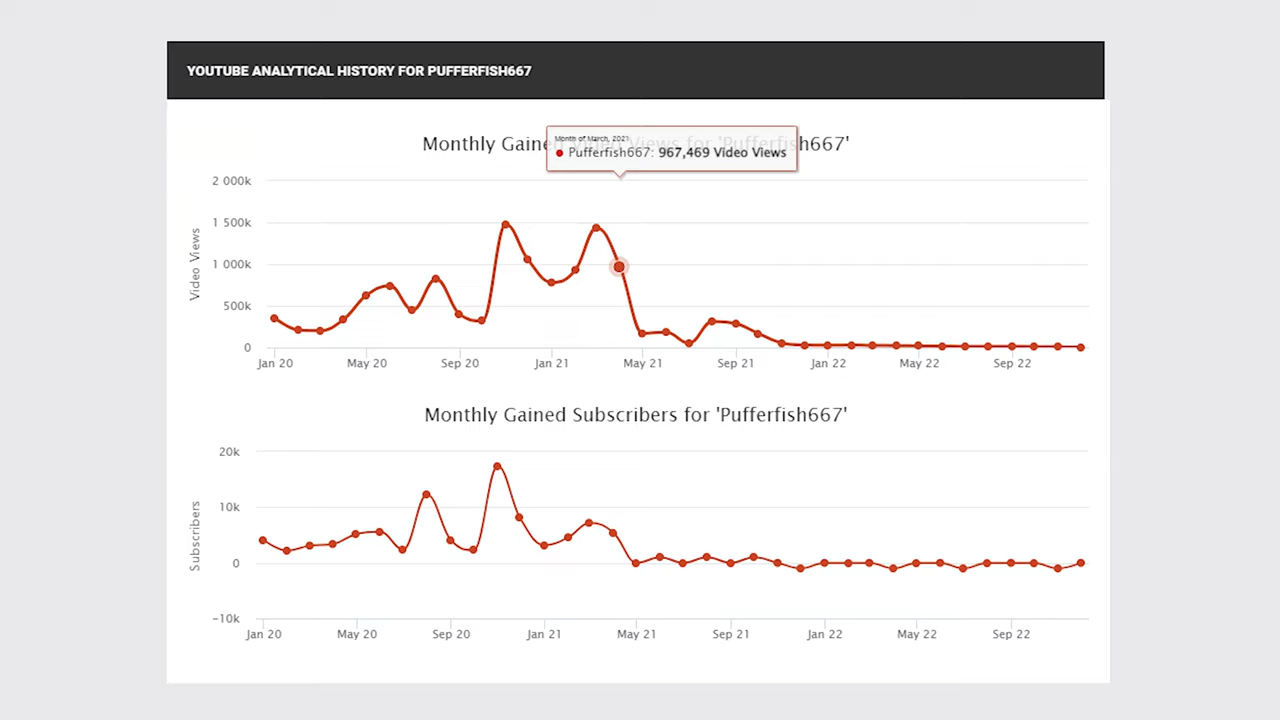 YOUTUBE ANALYTICAL HISTORY FOR PUFFERFISH667
Monthly Gained Video Views for 'Pufferfish667'
Month of March, 2021
Pufferfish667: 967,469 Video Views
2 000k
1 500k
1 000k
500k
0
Video Views
Jan 20 May 20 Sep 20 Jan 21 May 21 Sep 21 Jan 22 May 22 Sep 22
Monthly Gained Subscribers for 'Pufferfish667'
20k
10k
0
-10k
Subscribers
Jan 20 May 20 Sep 20 Jan 21 May 21 Sep 21 Jan 22 May 22 Sep 22